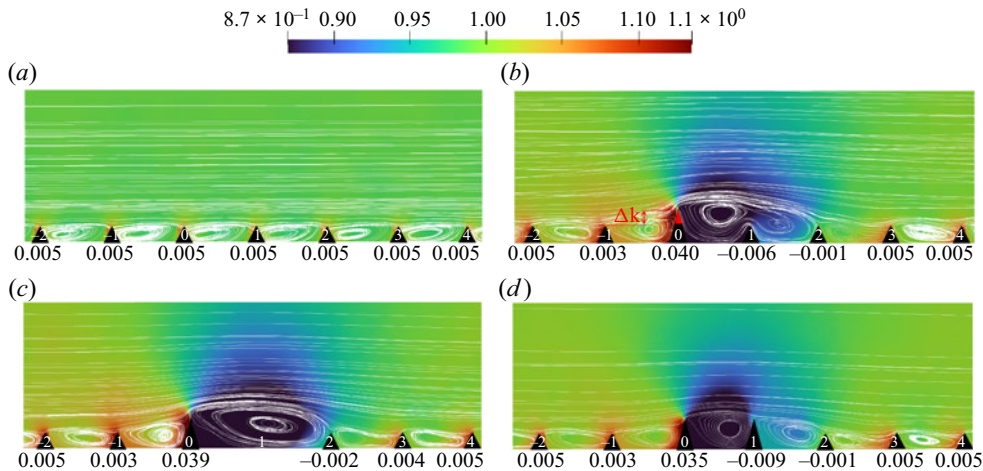 8.7 × 10⁻¹ 0.90 0.95 1.00 1.05 1.10 1.1 × 10⁰
(a)
−2 −1 0 1 2 3 4
0.005 0.005 0.005 0.005 0.005 0.005 0.005
(b)
Δk
−2 −1 0 1 2 3 4
0.005 0.003 0.040 −0.006 −0.001 0.005 0.005
(c)
−2 −1 0 1 2 3 4
0.005 0.003 0.039 −0.002 0.004 0.005
(d)
−2 −1 0 1 2 3 4
0.005 0.003 0.035 −0.009 −0.001 0.005 0.005